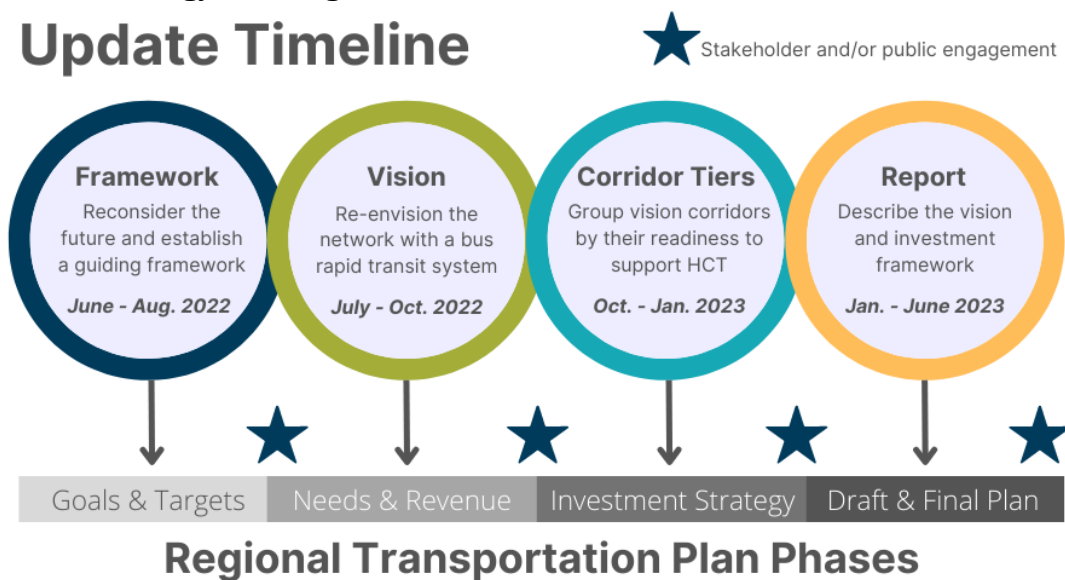 Update Timeline
Stakeholder and/or public engagement
Framework
Reconsider the
future and establish
a guiding framework
June - Aug. 2022
Vision
Re-envision the
network with a bus
rapid transit system
July - Oct. 2022
Corridor Tiers
Group vision corridors
by their readiness to
support HCT
Oct. - Jan. 2023
Report
Describe the vision
and investment
framework
Jan. - June 2023
Goals & Targets
Needs & Revenue
Investment Strategy
Draft & Final Plan
Regional Transportation Plan Phases